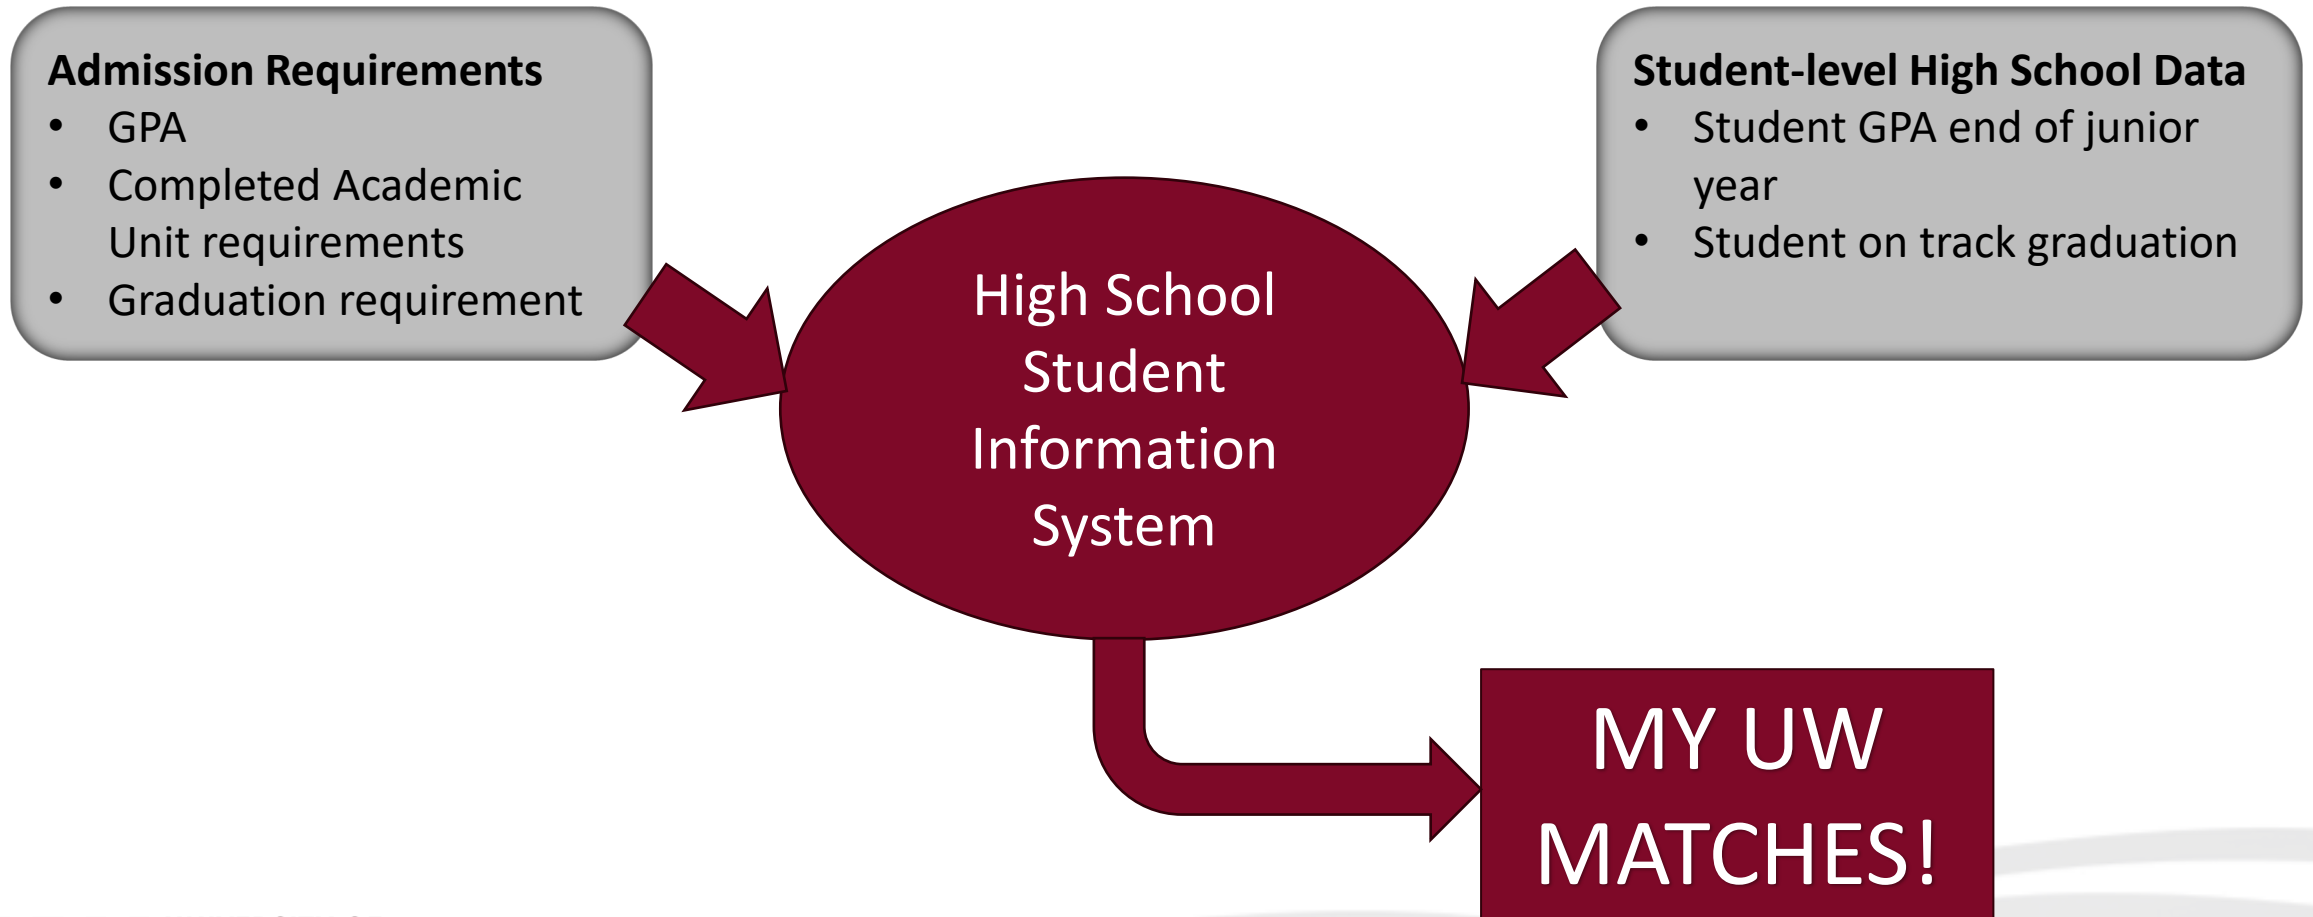 Admission Requirements
• GPA
• Completed Academic
Unit requirements
• Graduation requirement
Student-level High School Data
• Student GPA end of junior
year
• Student on track graduation
High School
Student
Information
System
MY UW
MATCHES!